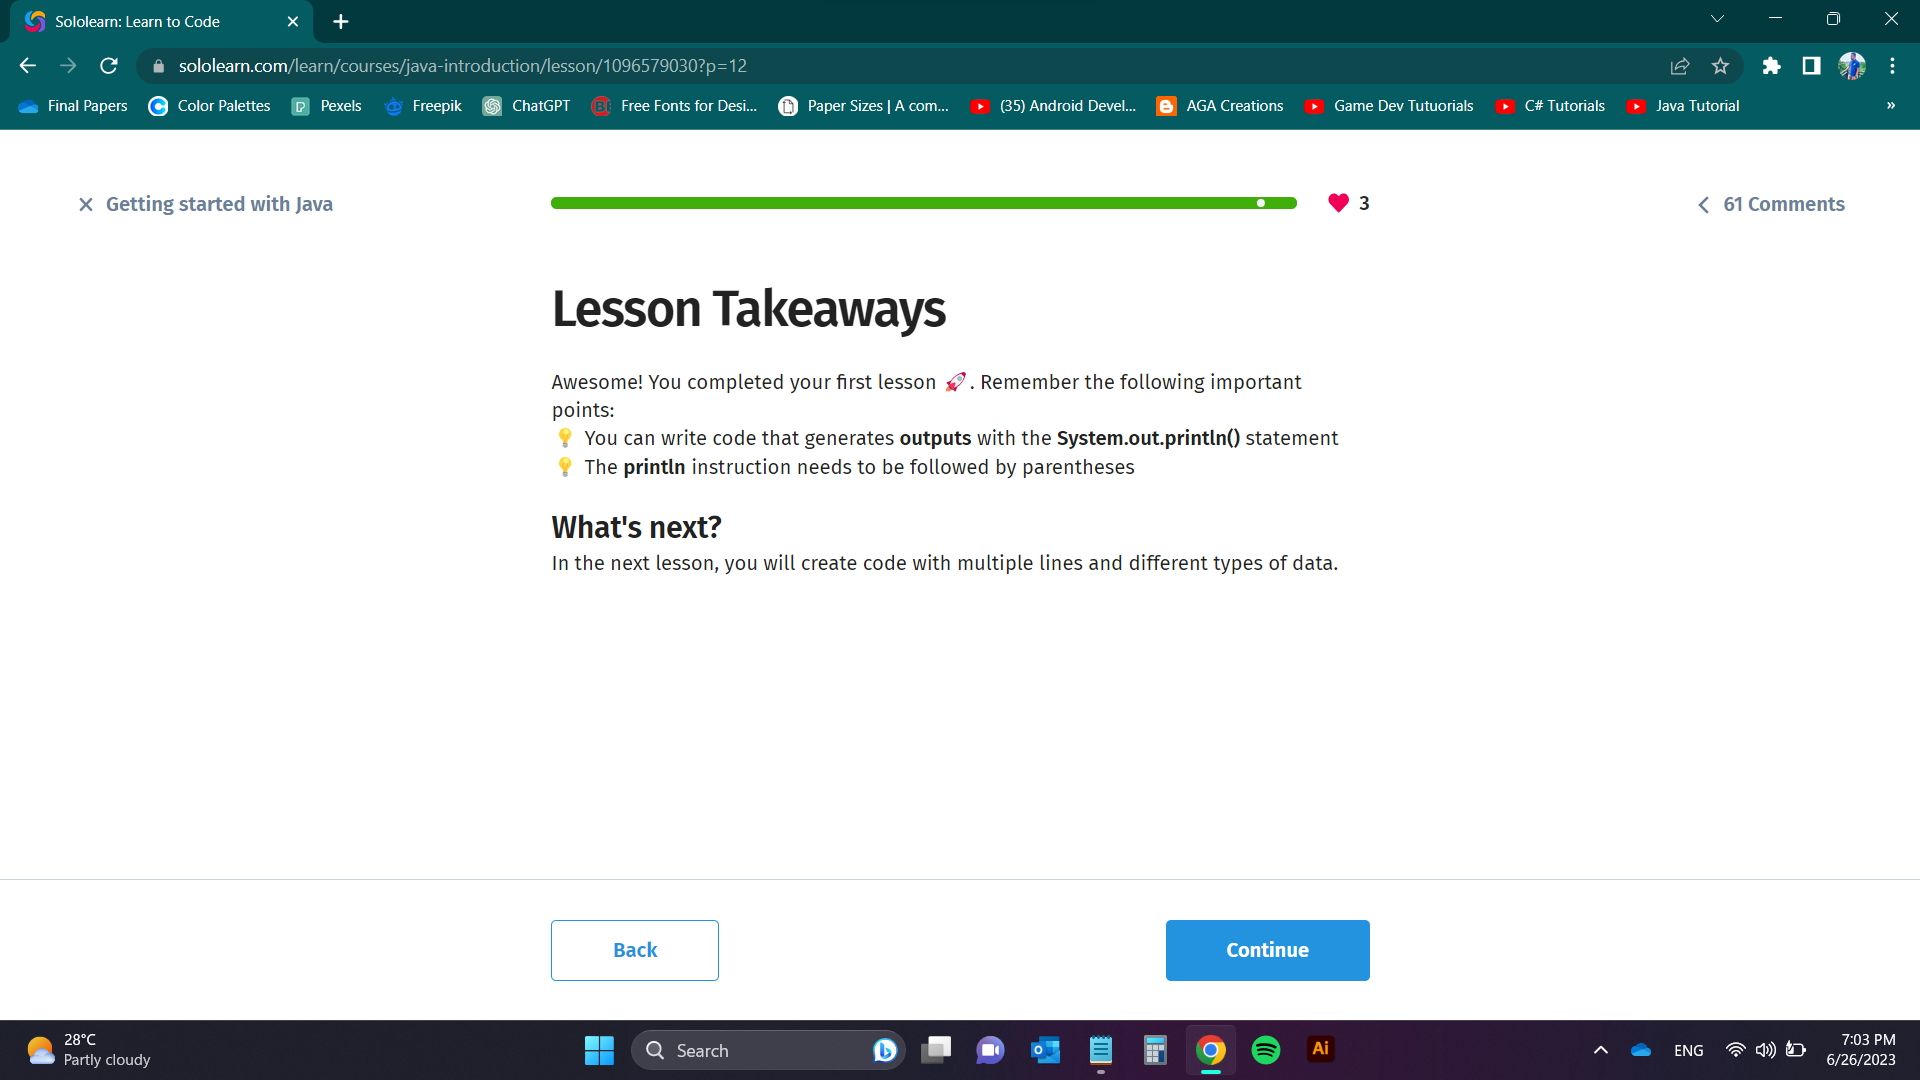 Sololearn: Learn to Code
sololearn.com/learn/courses/java-introduction/lesson/1096579030?p=12
Final Papers Color Palettes Pexels Freepik ChatGPT Free Fonts for Desi... Paper Sizes | A com... (35) Android Devel... AGA Creations Game Dev Tutuorials C# Tutorials Java Tutorial »
Getting started with Java 3 61 Comments
Lesson Takeaways
Awesome! You completed your first lesson 🚀. Remember the following important
points:
💡 You can write code that generates outputs with the System.out.println() statement
💡 The println instruction needs to be followed by parentheses
What's next?
In the next lesson, you will create code with multiple lines and different types of data.
Back Continue
28°C
Partly cloudy
Search
Ai
ENG
7:03 PM
6/26/2023